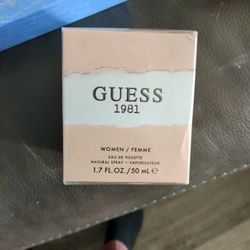 GUESS
1981
WOMEN / FEMME
EAU DE TOILETTE
NATURAL SPRAY • VAPORISATEUR
1.7 FL.OZ./50 mL ℮